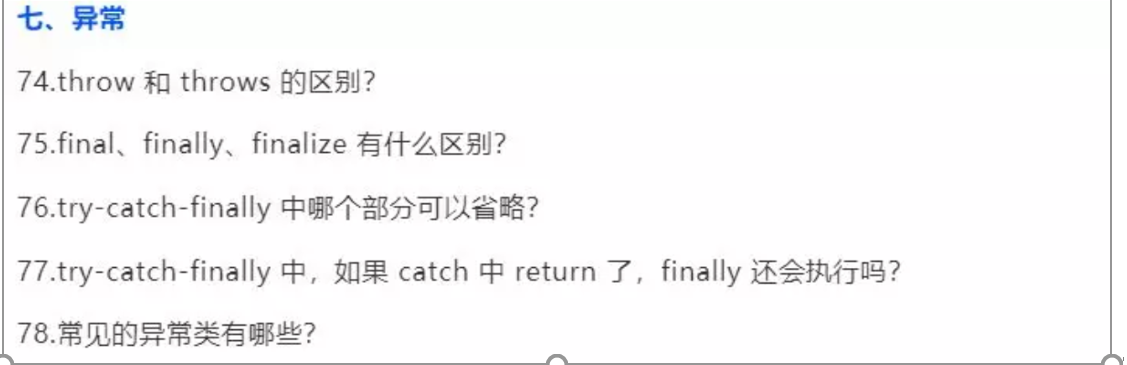 七、异常
74.throw 和 throws 的区别?
75.final、finally、finalize 有什么区别?
76.try-catch-finally 中哪个部分可以省略?
77.try-catch-finally 中，如果 catch 中 return 了，finally 还会执行吗?
78.常见的异常类有哪些?